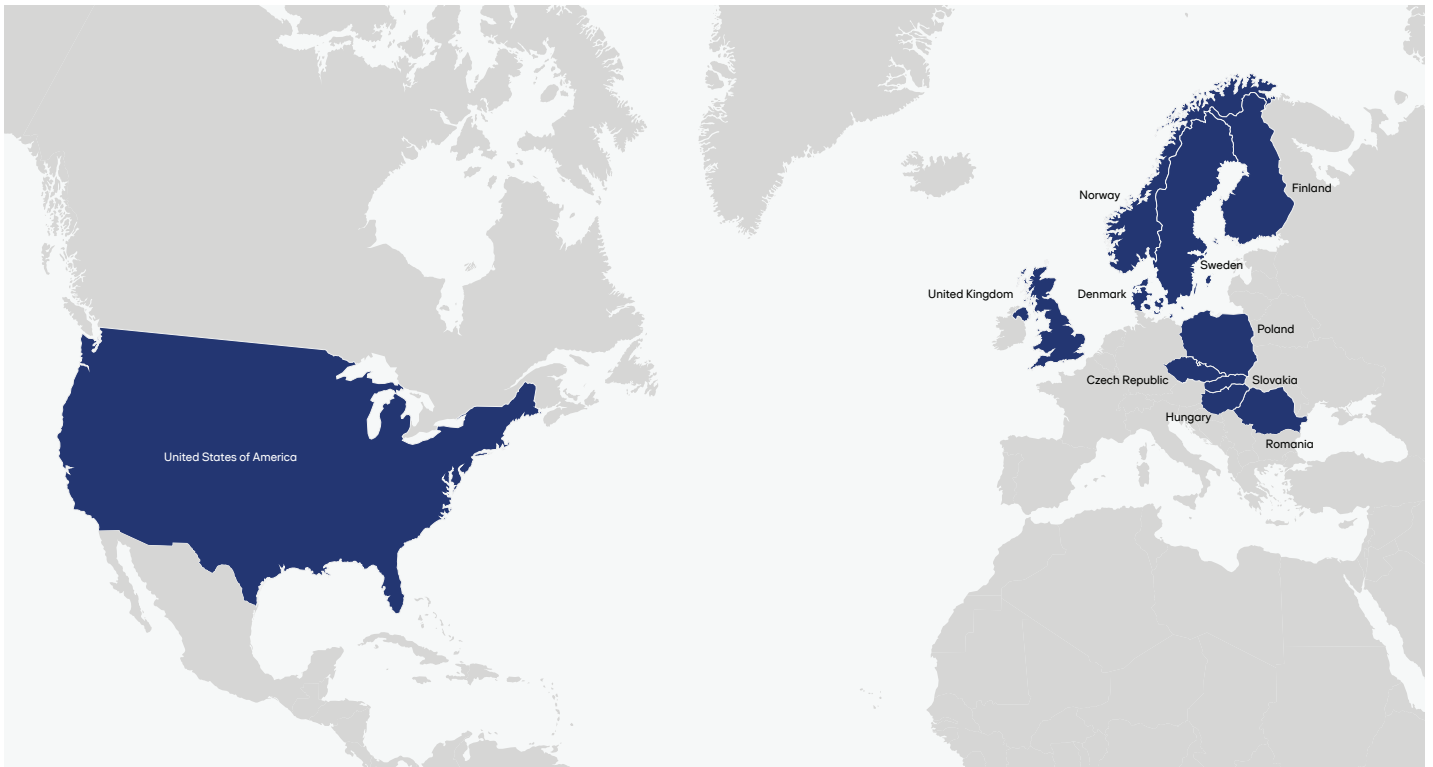 Finland
Norway
Sweden
United Kingdom
Denmark
Poland
Czech Republic
Slovakia
Hungary
Romania
United States of America